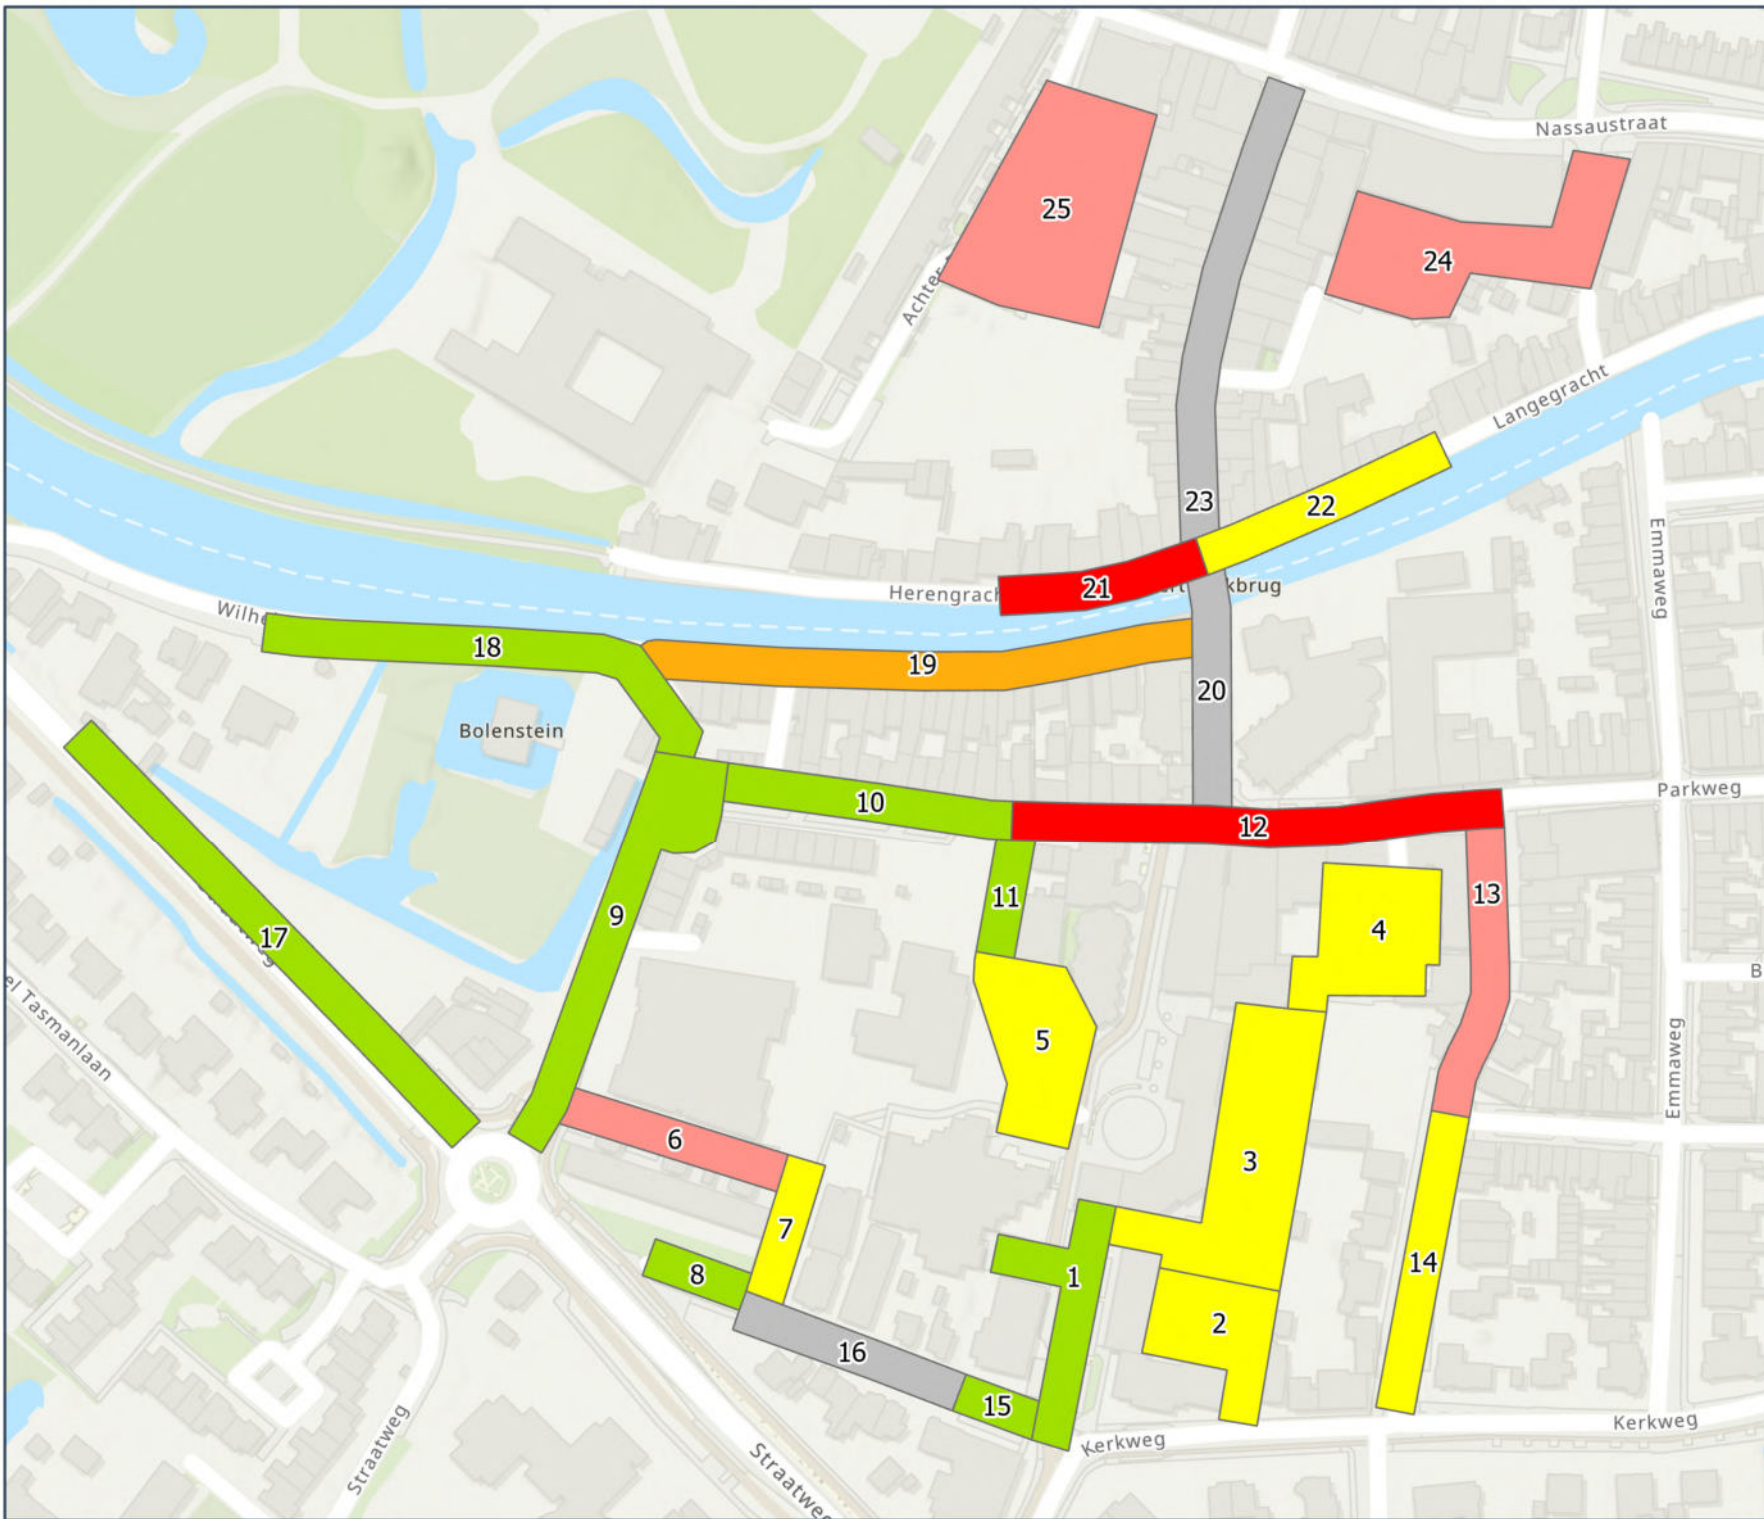 Nassaustraat
25
24
Achter
Langegracht
23
22
Emmaweg
21
Herengrach
kbrug
Wilhe
18
19
20
Bolenstein
Parkweg
10
12
13
11
9
4
17
el Tasmanlaan
5
B
Emmaweg
6
3
7
14
8
1
2
16
15
Kerkweg
Kerkweg
Straatweg
Straatweg